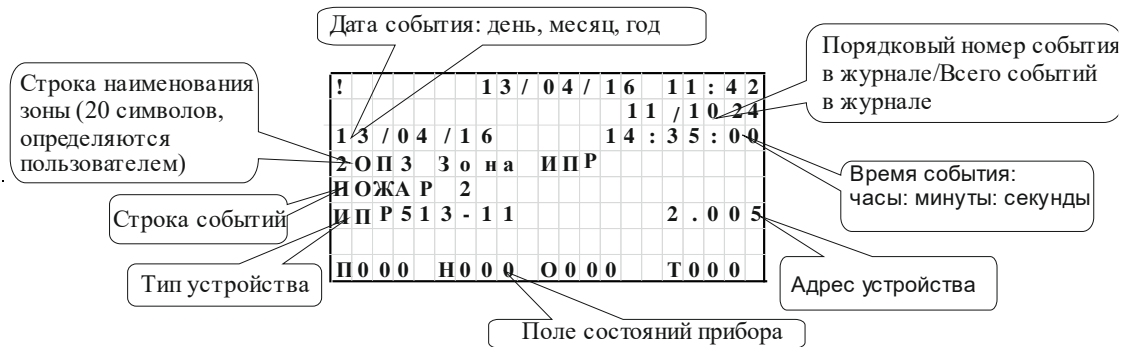 Дата события: день, месяц, год
Порядковый номер события
в журнале/Всего событий
в журнале
Строка наименования
зоны (20 символов,
определяются
пользователем)
! 13/04/16 11:42
11/1024
13/04/16 14:35:00
2ОП3 Зона ИПР
ПОЖАР 2
ИПР513-11 2.005
П000 Н000 О000 Т000
Время события:
часы: минуты: секунды
Строка событий
Тип устройства
Адрес устройства
Поле состояний прибора